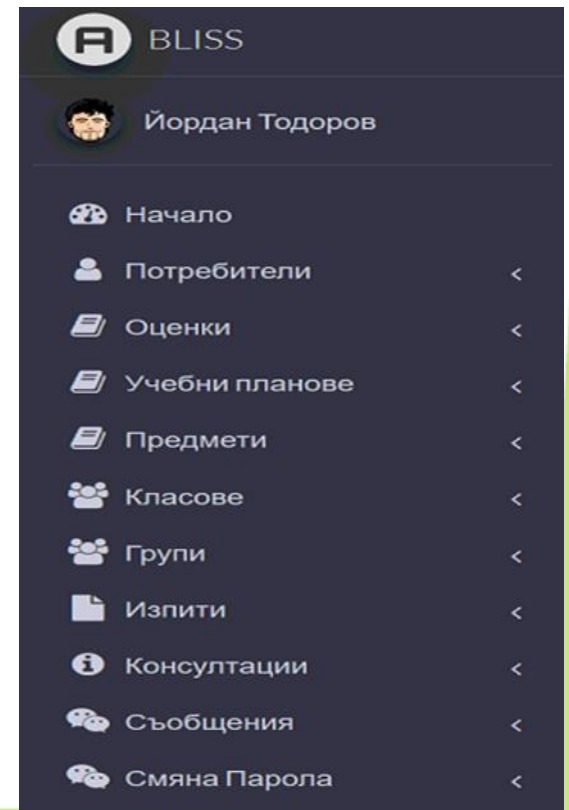 BLISS
Йордан Тодоров
Начало
Потребители
Оценки
Учебни планове
Предмети
Класове
Групи
Изпити
Консултации
Съобщения
Смяна Парола